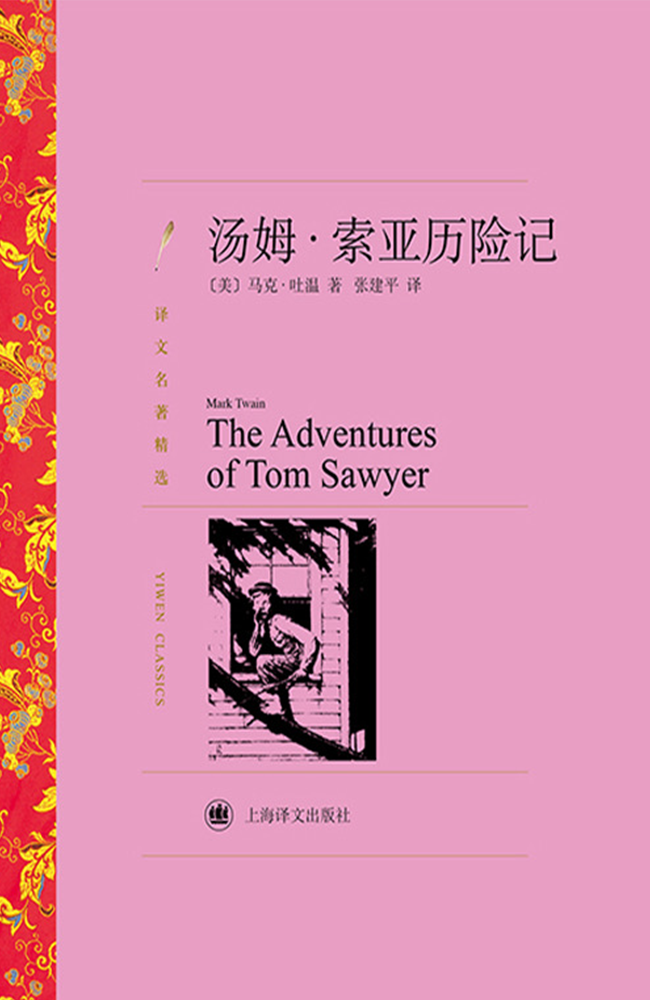 汤姆·索亚历险记
〔美〕马克·吐温 著 张建平 译
译文名著精选
YIWEN CLASSICS
Mark Twain
The Adventures
of Tom Sawyer
上海译文出版社